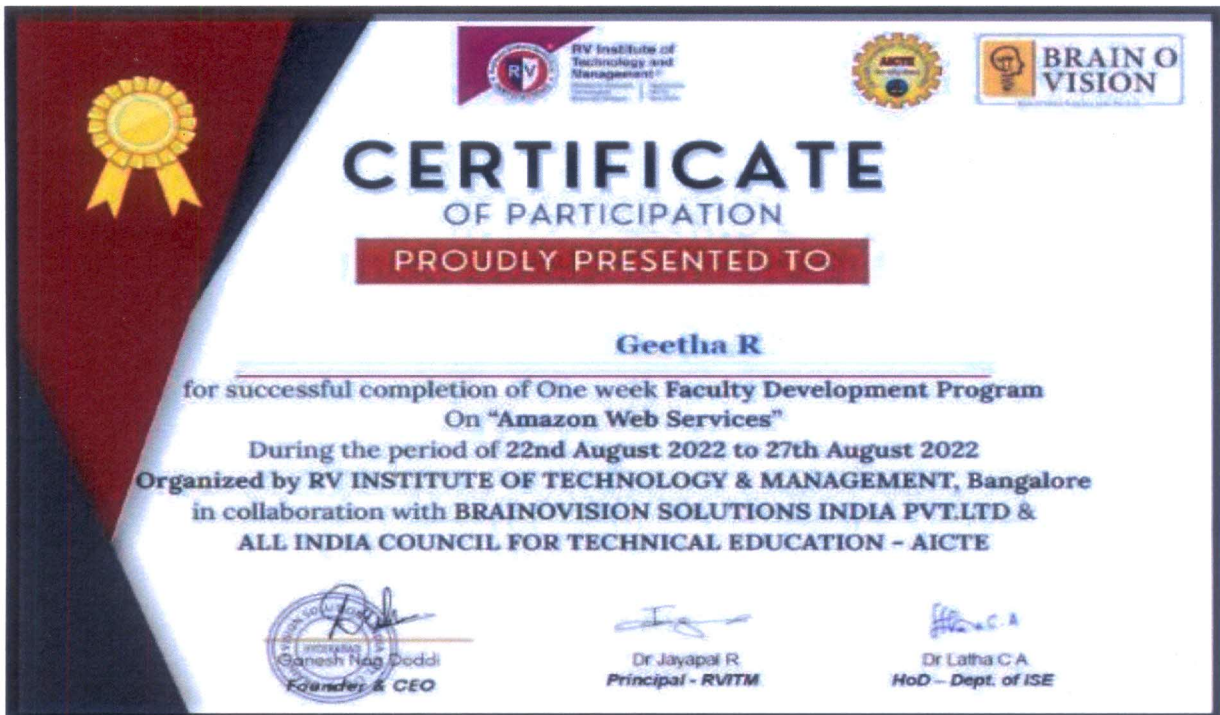 RV Institute of
Technology and
Management
RV
AICTE
BRAIN O
VISION
CERTIFICATE
OF PARTICIPATION
PROUDLY PRESENTED TO
Geetha R
for successful completion of One week Faculty Development Program
On “Amazon Web Services”
During the period of 22nd August 2022 to 27th August 2022
Organized by RV INSTITUTE OF TECHNOLOGY & MANAGEMENT, Bangalore
in collaboration with BRAINOVISION SOLUTIONS INDIA PVT.LTD &
ALL INDIA COUNCIL FOR TECHNICAL EDUCATION – AICTE
HYDERABAD
Ganesh Nag Doddi
Founder & CEO
Dr Jayapal R
Principal - RVITM
Dr Latha C A
HoD – Dept. of ISE